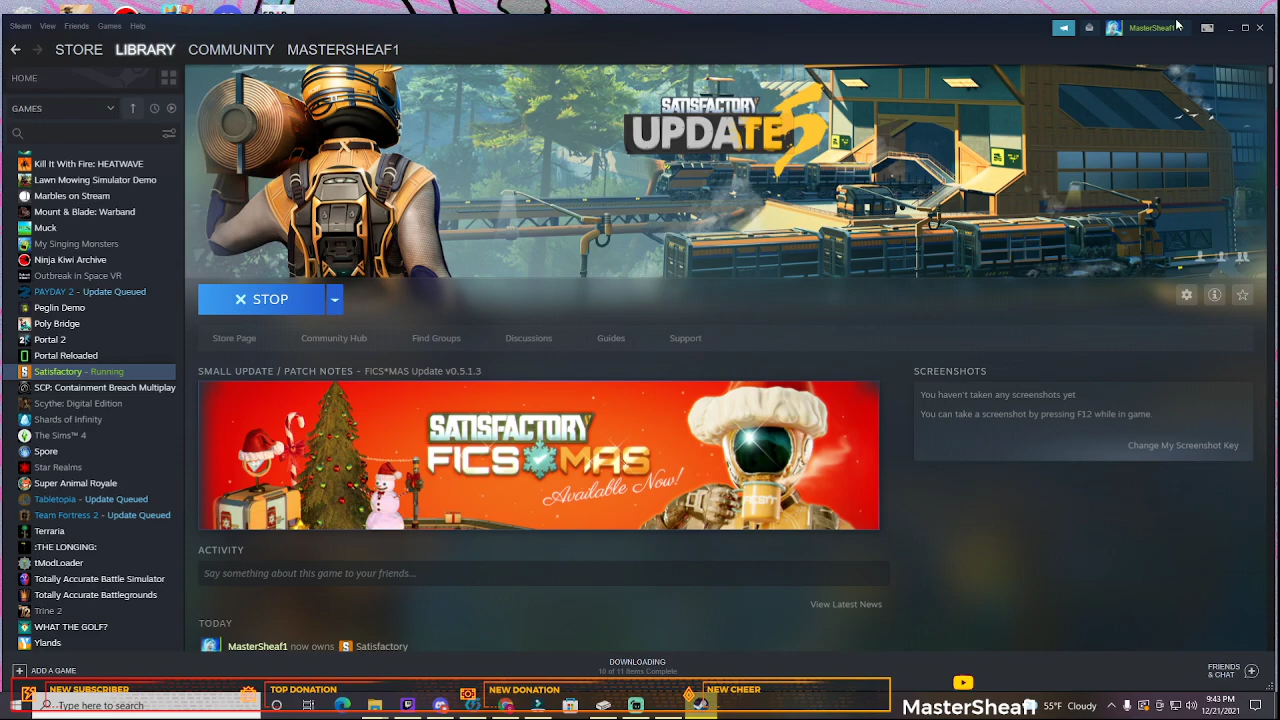 Steam View Friends Games Help
MasterSheaf1
STORE LIBRARY COMMUNITY MASTERSHEAF1
HOME
GAMES
SATISFACTORY
UPDATE 5
Kill It With Fire: HEATWAVE
Lawn Mowing Simulator Demo
Marbles on Stream
Mount & Blade: Warband
Muck
My Singing Monsters
Ninja Kiwi Archive
Outbreak in Space VR
PAYDAY 2 - Update Queued
Peglin Demo
Poly Bridge
Portal 2
Portal Reloaded
Satisfactory - Running
SCP: Containment Breach Multiplay
Scythe: Digital Edition
Shards of Infinity
The Sims™ 4
Spore
Star Realms
Super Animal Royale
Tabletopia - Update Queued
Team Fortress 2 - Update Queued
Terraria
:THE LONGING:
tModLoader
Totally Accurate Battle Simulator
Totally Accurate Battlegrounds
Trine 2
WHAT THE GOLF?
Ylands
STOP
Store Page Community Hub Find Groups Discussions Guides Support
SMALL UPDATE / PATCH NOTES - FICS*MAS Update v0.5.1.3
SATISFACTORY
FICS*MAS
Available Now!
FICSIT
SCREENSHOTS
You haven't taken any screenshots yet
You can take a screenshot by pressing F12 while in game.
Change My Screenshot Key
ACTIVITY
Say something about this game to your friends...
View Latest News
TODAY
MasterSheaf1 now owns Satisfactory
ADD A GAME
DOWNLOADING
10 of 11 Items Complete
FRIENDS
& CHAT
NEW SUBSCRIBER TOP DONATION NEW DONATION NEW CHEER
Type here to search
MasterSheaf1
55°F Cloudy
9:43 PM
12/21/2021